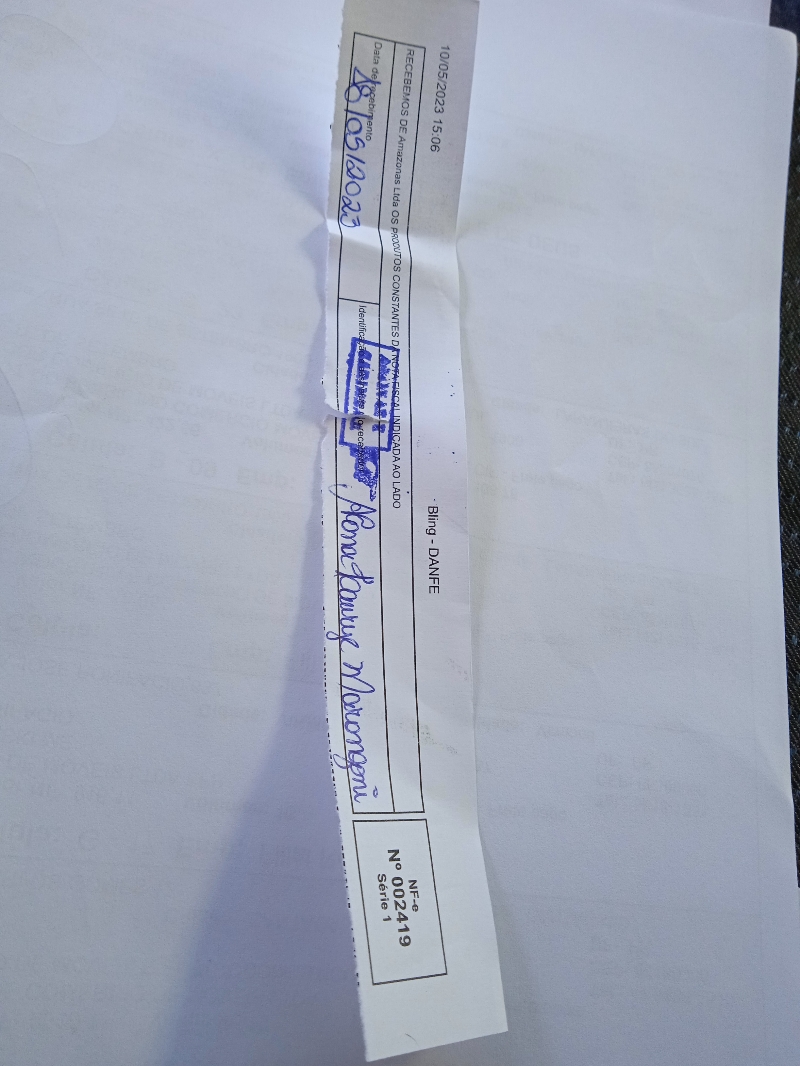 10/05/2023 15:06
Bling - DANFE
RECEBEMOS DE Amazonas Ltda OS PRODUTOS CONSTANTES DA NOTA FISCAL INDICADA AO LADO
Data de recebimento
18/05/2023
Marongoni
NF-e
Nº 002419
Série 1